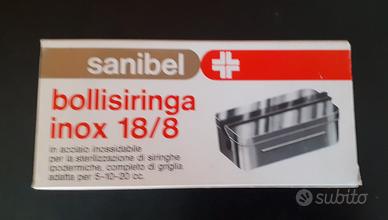 sanibel
bollisiringa
inox 18/8
in acciaio inossidabile
per la sterilizzazione di siringhe
ipodermiche, completo di griglia
adatta per 5-10-20 cc.
subito